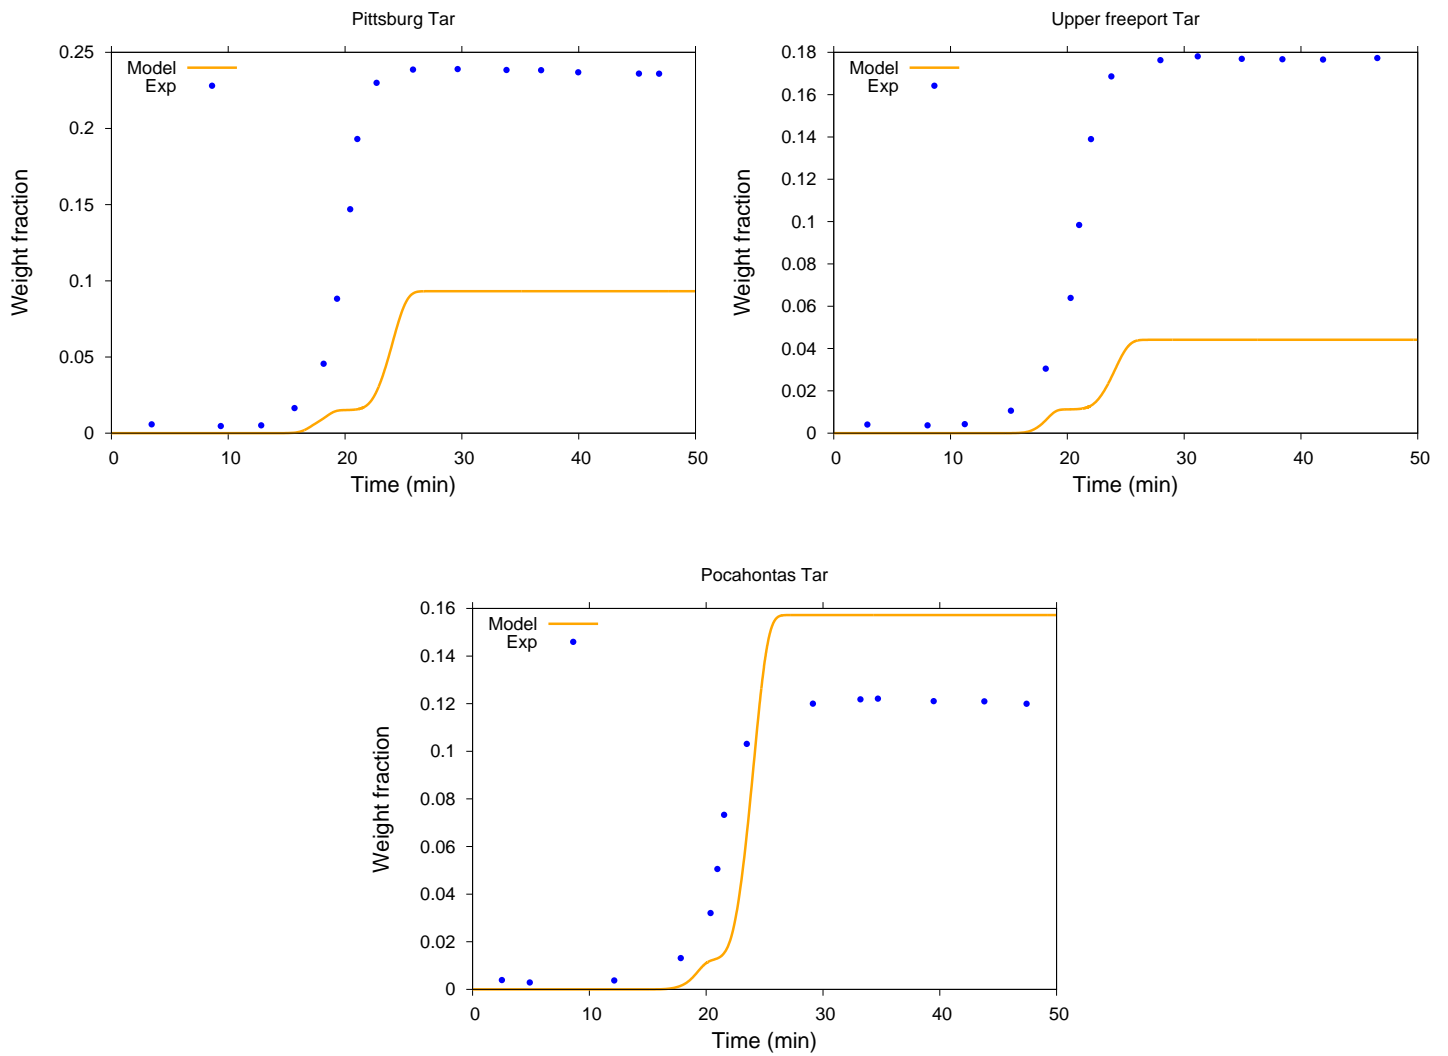 Pittsburg Tar
Weight fraction
0.25
0.2
0.15
0.1
0.05
0
Model
Exp
0 10 20 30 40 50
Time (min)
Upper freeport Tar
Weight fraction
0.18
0.16
0.14
0.12
0.1
0.08
0.06
0.04
0.02
0
Model
Exp
0 10 20 30 40 50
Time (min)
Pocahontas Tar
Weight fraction
0.16
0.14
0.12
0.1
0.08
0.06
0.04
0.02
0
Model
Exp
0 10 20 30 40 50
Time (min)